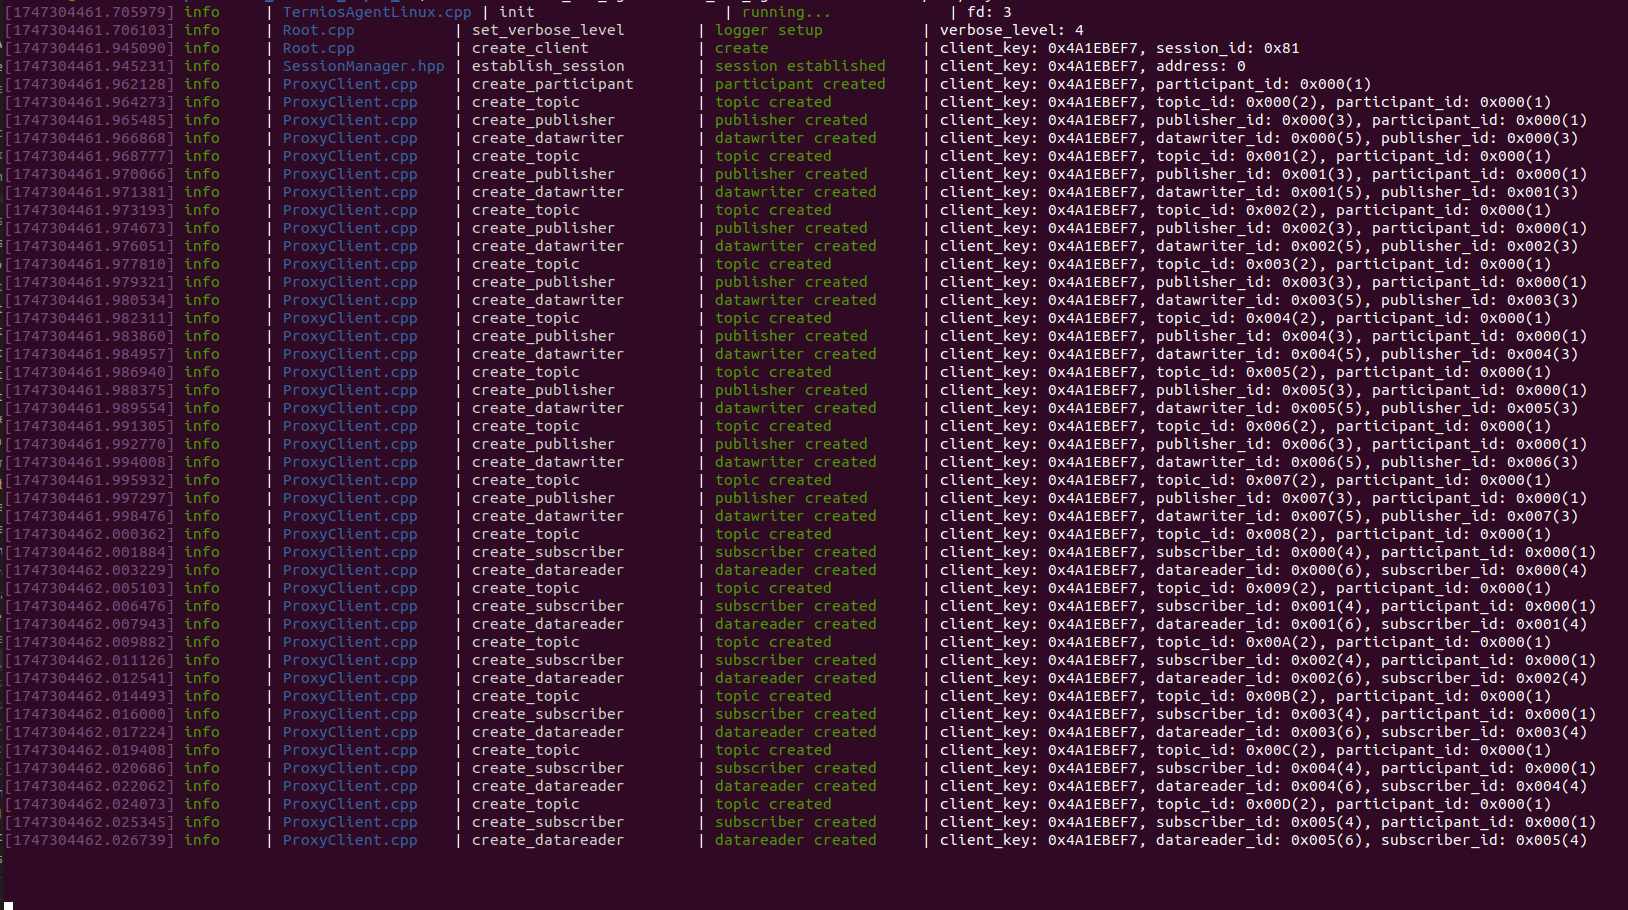 [1747304461.705979] info | TermiosAgentLinux.cpp | init | running... | fd: 3
[1747304461.706103] info | Root.cpp | set_verbose_level | logger setup | verbose_level: 4
[1747304461.945090] info | Root.cpp | create_client | create | client_key: 0x4A1EBEF7, session_id: 0x81
[1747304461.945231] info | SessionManager.hpp | establish_session | session established | client_key: 0x4A1EBEF7, address: 0
[1747304461.962128] info | ProxyClient.cpp | create_participant | participant created | client_key: 0x4A1EBEF7, participant_id: 0x000(1)
[1747304461.964273] info | ProxyClient.cpp | create_topic | topic created | client_key: 0x4A1EBEF7, topic_id: 0x000(2), participant_id: 0x000(1)
[1747304461.965485] info | ProxyClient.cpp | create_publisher | publisher created | client_key: 0x4A1EBEF7, publisher_id: 0x000(3), participant_id: 0x000(1)
[1747304461.966868] info | ProxyClient.cpp | create_datawriter | datawriter created | client_key: 0x4A1EBEF7, datawriter_id: 0x000(5), publisher_id: 0x000(3)
[1747304461.968777] info | ProxyClient.cpp | create_topic | topic created | client_key: 0x4A1EBEF7, topic_id: 0x001(2), participant_id: 0x000(1)
[1747304461.970066] info | ProxyClient.cpp | create_publisher | publisher created | client_key: 0x4A1EBEF7, publisher_id: 0x001(3), participant_id: 0x000(1)
[1747304461.971381] info | ProxyClient.cpp | create_datawriter | datawriter created | client_key: 0x4A1EBEF7, datawriter_id: 0x001(5), publisher_id: 0x001(3)
[1747304461.973193] info | ProxyClient.cpp | create_topic | topic created | client_key: 0x4A1EBEF7, topic_id: 0x002(2), participant_id: 0x000(1)
[1747304461.974673] info | ProxyClient.cpp | create_publisher | publisher created | client_key: 0x4A1EBEF7, publisher_id: 0x002(3), participant_id: 0x000(1)
[1747304461.976051] info | ProxyClient.cpp | create_datawriter | datawriter created | client_key: 0x4A1EBEF7, datawriter_id: 0x002(5), publisher_id: 0x002(3)
[1747304461.977810] info | ProxyClient.cpp | create_topic | topic created | client_key: 0x4A1EBEF7, topic_id: 0x003(2), participant_id: 0x000(1)
[1747304461.979321] info | ProxyClient.cpp | create_publisher | publisher created | client_key: 0x4A1EBEF7, publisher_id: 0x003(3), participant_id: 0x000(1)
[1747304461.980534] info | ProxyClient.cpp | create_datawriter | datawriter created | client_key: 0x4A1EBEF7, datawriter_id: 0x003(5), publisher_id: 0x003(3)
[1747304461.982311] info | ProxyClient.cpp | create_topic | topic created | client_key: 0x4A1EBEF7, topic_id: 0x004(2), participant_id: 0x000(1)
[1747304461.983860] info | ProxyClient.cpp | create_publisher | publisher created | client_key: 0x4A1EBEF7, publisher_id: 0x004(3), participant_id: 0x000(1)
[1747304461.984957] info | ProxyClient.cpp | create_datawriter | datawriter created | client_key: 0x4A1EBEF7, datawriter_id: 0x004(5), publisher_id: 0x004(3)
[1747304461.986940] info | ProxyClient.cpp | create_topic | topic created | client_key: 0x4A1EBEF7, topic_id: 0x005(2), participant_id: 0x000(1)
[1747304461.988375] info | ProxyClient.cpp | create_publisher | publisher created | client_key: 0x4A1EBEF7, publisher_id: 0x005(3), participant_id: 0x000(1)
[1747304461.989554] info | ProxyClient.cpp | create_datawriter | datawriter created | client_key: 0x4A1EBEF7, datawriter_id: 0x005(5), publisher_id: 0x005(3)
[1747304461.991305] info | ProxyClient.cpp | create_topic | topic created | client_key: 0x4A1EBEF7, topic_id: 0x006(2), participant_id: 0x000(1)
[1747304461.992770] info | ProxyClient.cpp | create_publisher | publisher created | client_key: 0x4A1EBEF7, publisher_id: 0x006(3), participant_id: 0x000(1)
[1747304461.994008] info | ProxyClient.cpp | create_datawriter | datawriter created | client_key: 0x4A1EBEF7, datawriter_id: 0x006(5), publisher_id: 0x006(3)
[1747304461.995932] info | ProxyClient.cpp | create_topic | topic created | client_key: 0x4A1EBEF7, topic_id: 0x007(2), participant_id: 0x000(1)
[1747304461.997297] info | ProxyClient.cpp | create_publisher | publisher created | client_key: 0x4A1EBEF7, publisher_id: 0x007(3), participant_id: 0x000(1)
[1747304461.998476] info | ProxyClient.cpp | create_datawriter | datawriter created | client_key: 0x4A1EBEF7, datawriter_id: 0x007(5), publisher_id: 0x007(3)
[1747304462.000362] info | ProxyClient.cpp | create_topic | topic created | client_key: 0x4A1EBEF7, topic_id: 0x008(2), participant_id: 0x000(1)
[1747304462.001884] info | ProxyClient.cpp | create_subscriber | subscriber created | client_key: 0x4A1EBEF7, subscriber_id: 0x000(4), participant_id: 0x000(1)
[1747304462.003229] info | ProxyClient.cpp | create_datareader | datareader created | client_key: 0x4A1EBEF7, datareader_id: 0x000(6), subscriber_id: 0x000(4)
[1747304462.005103] info | ProxyClient.cpp | create_topic | topic created | client_key: 0x4A1EBEF7, topic_id: 0x009(2), participant_id: 0x000(1)
[1747304462.006476] info | ProxyClient.cpp | create_subscriber | subscriber created | client_key: 0x4A1EBEF7, subscriber_id: 0x001(4), participant_id: 0x000(1)
[1747304462.007943] info | ProxyClient.cpp | create_datareader | datareader created | client_key: 0x4A1EBEF7, datareader_id: 0x001(6), subscriber_id: 0x001(4)
[1747304462.009882] info | ProxyClient.cpp | create_topic | topic created | client_key: 0x4A1EBEF7, topic_id: 0x00A(2), participant_id: 0x000(1)
[1747304462.011126] info | ProxyClient.cpp | create_subscriber | subscriber created | client_key: 0x4A1EBEF7, subscriber_id: 0x002(4), participant_id: 0x000(1)
[1747304462.012541] info | ProxyClient.cpp | create_datareader | datareader created | client_key: 0x4A1EBEF7, datareader_id: 0x002(6), subscriber_id: 0x002(4)
[1747304462.014493] info | ProxyClient.cpp | create_topic | topic created | client_key: 0x4A1EBEF7, topic_id: 0x00B(2), participant_id: 0x000(1)
[1747304462.016000] info | ProxyClient.cpp | create_subscriber | subscriber created | client_key: 0x4A1EBEF7, subscriber_id: 0x003(4), participant_id: 0x000(1)
[1747304462.017224] info | ProxyClient.cpp | create_datareader | datareader created | client_key: 0x4A1EBEF7, datareader_id: 0x003(6), subscriber_id: 0x003(4)
[1747304462.019408] info | ProxyClient.cpp | create_topic | topic created | client_key: 0x4A1EBEF7, topic_id: 0x00C(2), participant_id: 0x000(1)
[1747304462.020686] info | ProxyClient.cpp | create_subscriber | subscriber created | client_key: 0x4A1EBEF7, subscriber_id: 0x004(4), participant_id: 0x000(1)
[1747304462.022062] info | ProxyClient.cpp | create_datareader | datareader created | client_key: 0x4A1EBEF7, datareader_id: 0x004(6), subscriber_id: 0x004(4)
[1747304462.024073] info | ProxyClient.cpp | create_topic | topic created | client_key: 0x4A1EBEF7, topic_id: 0x00D(2), participant_id: 0x000(1)
[1747304462.025345] info | ProxyClient.cpp | create_subscriber | subscriber created | client_key: 0x4A1EBEF7, subscriber_id: 0x005(4), participant_id: 0x000(1)
[1747304462.026739] info | ProxyClient.cpp | create_datareader | datareader created | client_key: 0x4A1EBEF7, datareader_id: 0x005(6), subscriber_id: 0x005(4)